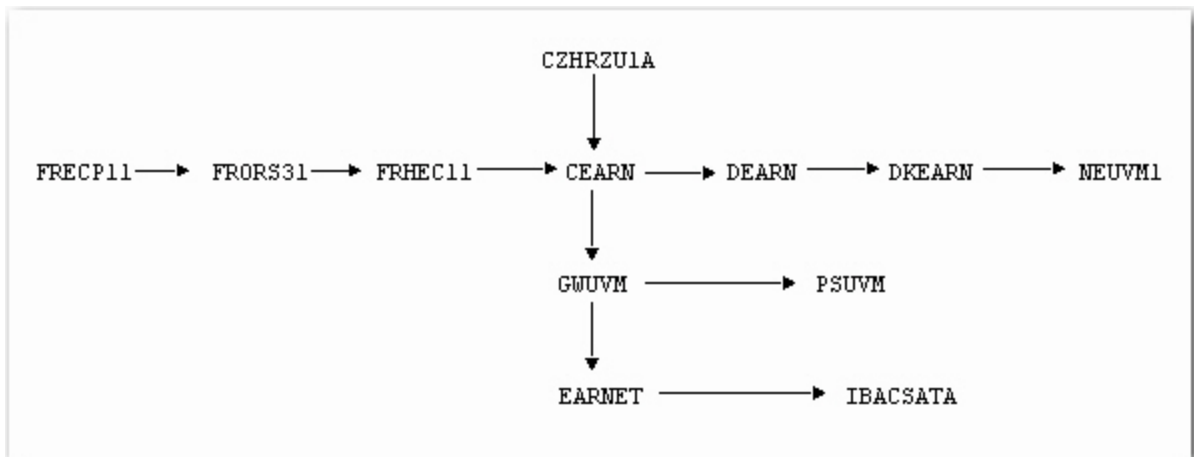 CZHRZU1A
FRECP11 FRORS31 FRHEC11 CEARN DEARN DKEARN NEUVM1
GWUVM PSUVM
EARNET IBACSATA